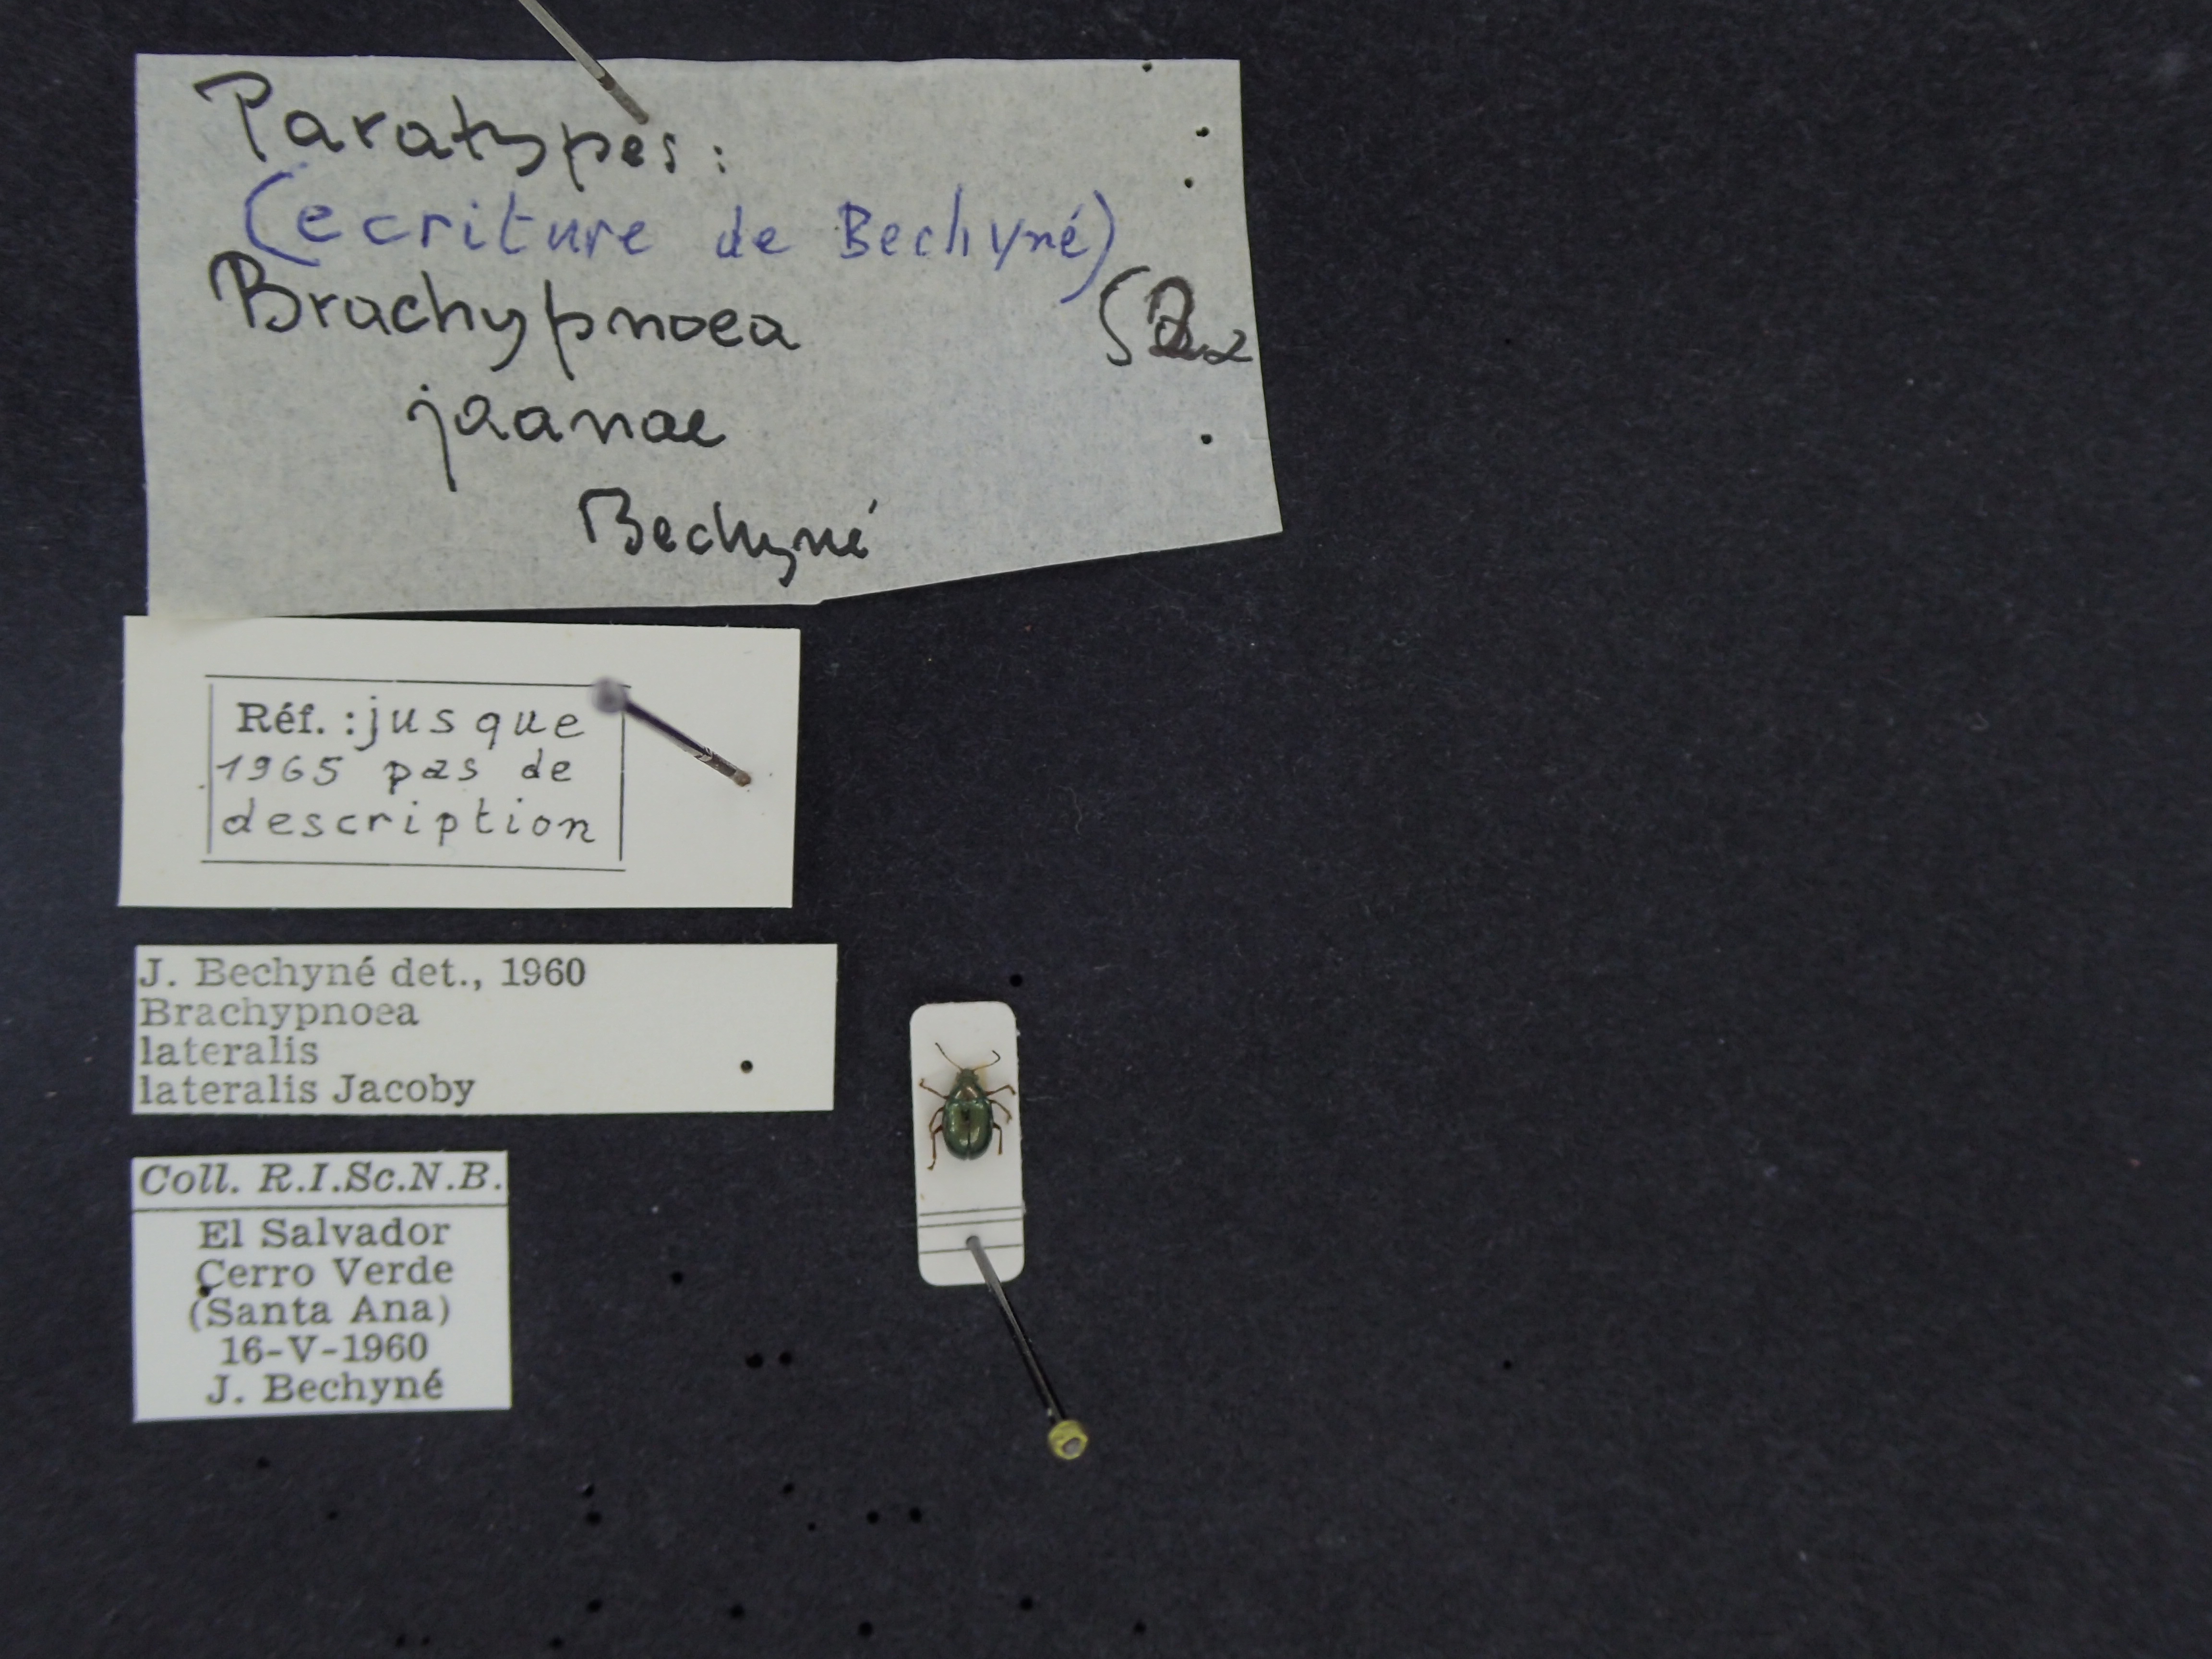 Paratypes:
(ecriture de Bechyné)
Brachypnoea
jaanae
Bechyné
Réf. : jusque
1965 pas de
description
J. Bechyné det., 1960
Brachypnoea
lateralis
lateralis Jacoby
Coll. R.I.Sc.N.B.
El Salvador
Cerro Verde
(Santa Ana)
16-V-1960
J. Bechyné